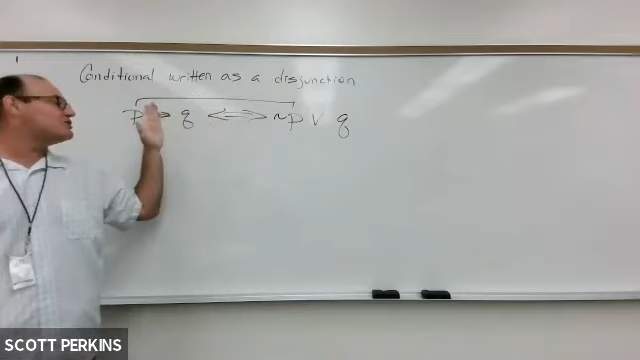 Conditional written as a disjunction
p → q ⟺ ~p ∨ q
SCOTT PERKINS